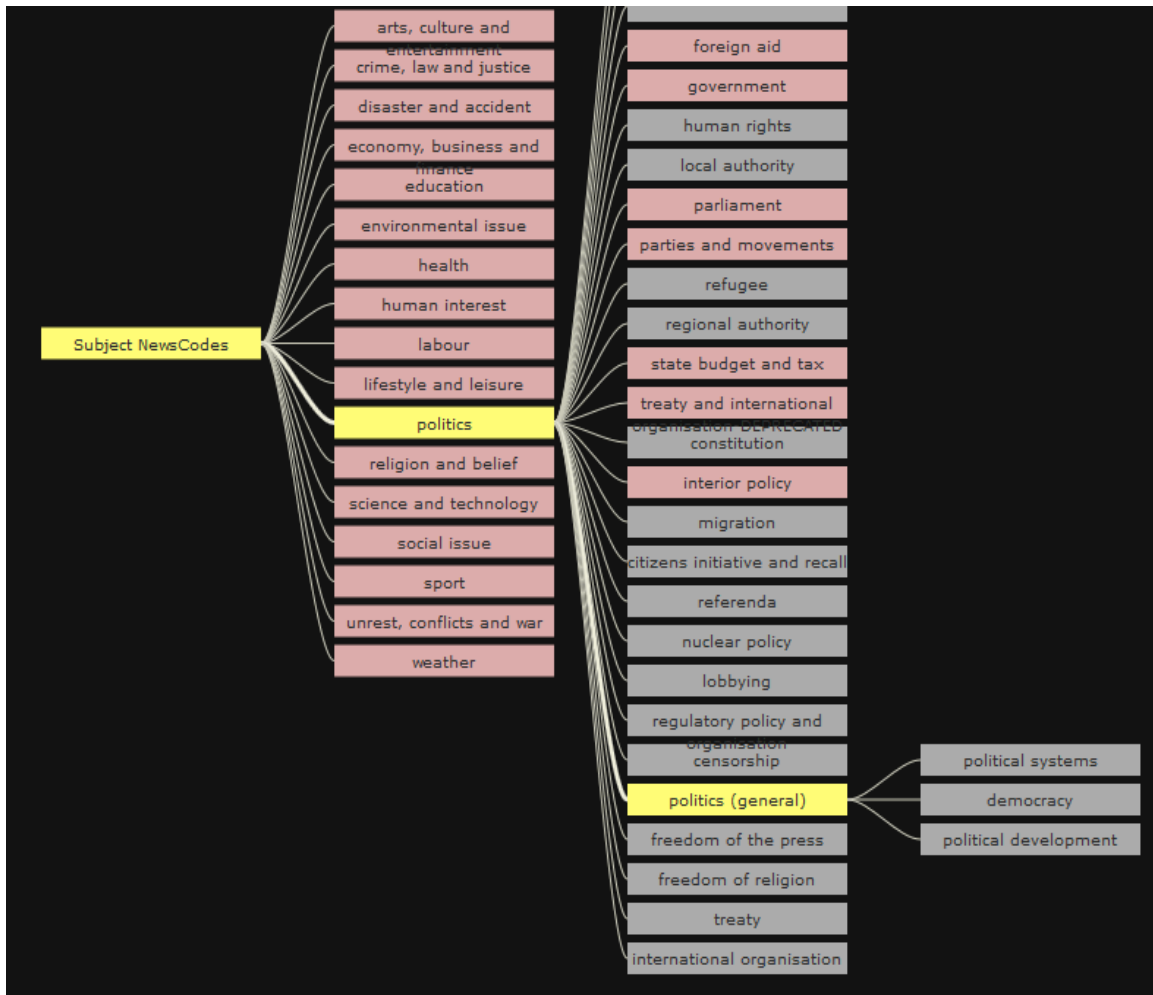 Subject NewsCodes
arts, culture and
entertainment
crime, law and justice
disaster and accident
economy, business and
finance
education
environmental issue
health
human interest
labour
lifestyle and leisure
politics
religion and belief
science and technology
social issue
sport
unrest, conflicts and war
weather
foreign aid
government
human rights
local authority
parliament
parties and movements
refugee
regional authority
state budget and tax
treaty and international
organisation-DEPRECATED
constitution
interior policy
migration
citizens initiative and recall
referenda
nuclear policy
lobbying
regulatory policy and
organisation
censorship
politics (general)
freedom of the press
freedom of religion
treaty
international organisation
political systems
democracy
political development